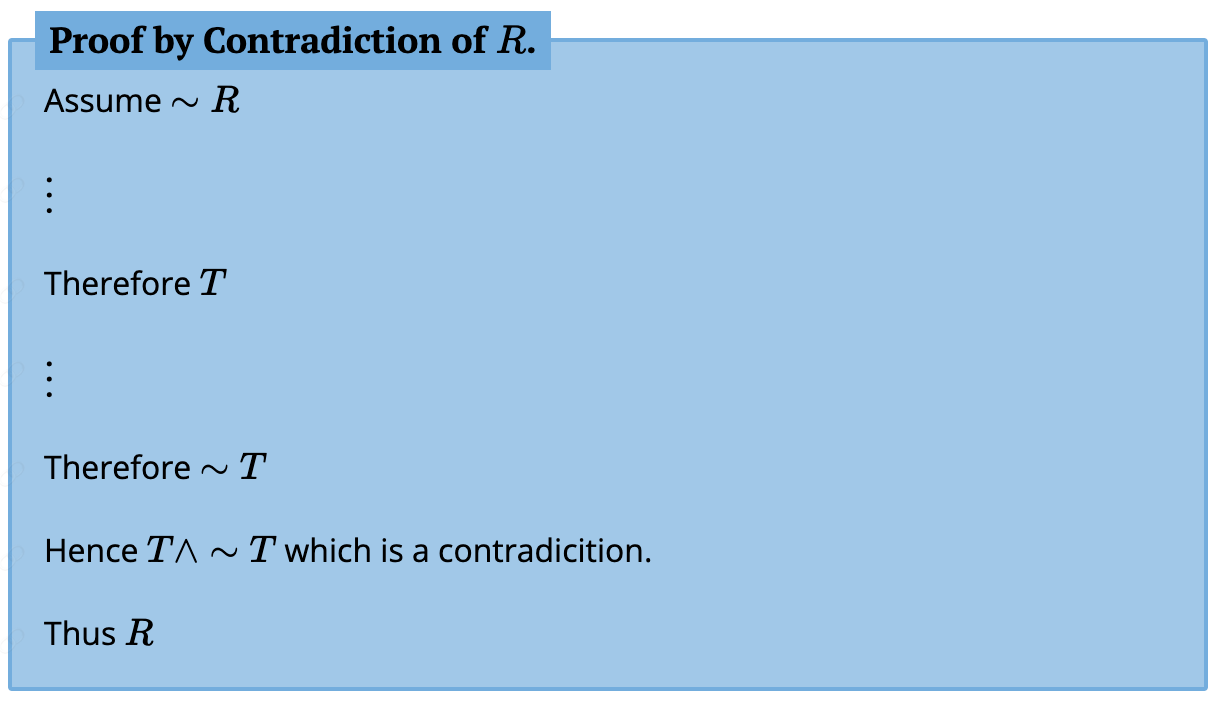 Proof by Contradiction of R.
Assume ∼ R
⋮
Therefore T
⋮
Therefore ∼ T
Hence T∧ ∼ T which is a contradicition.
Thus R